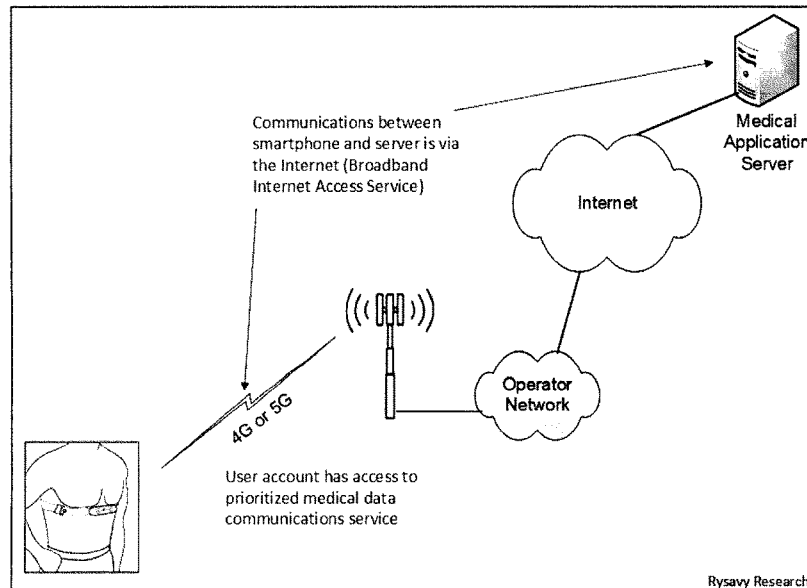 Medical
Application
Server
Communications between
smartphone and server is via
the Internet (Broadband
Internet Access Service)
Internet
Operator
Network
4G or 5G
User account has access to
prioritized medical data
communications service
Rysavy Research